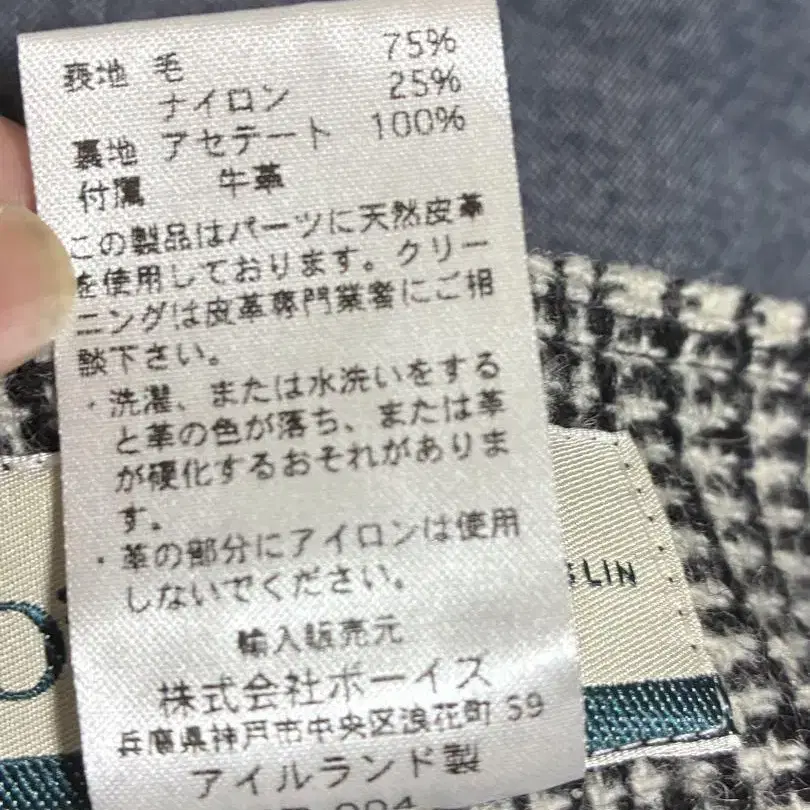 表地 毛 75%
ナイロン 25%
裏地 アセテート 100%
付属 牛革
この製品はパーツに天然皮革
を使用しております。クリー
ニングは皮革専門業者にご相
談下さい。
・洗濯、または水洗いをする
と革の色が落ち、または革
が硬化するおそれがありま
す。
・革の部分にアイロンは使用
しないでください。
輸入販売元
株式会社ボーイズ
兵庫県神戸市中央区浪花町 59
アイルランド製
LIN